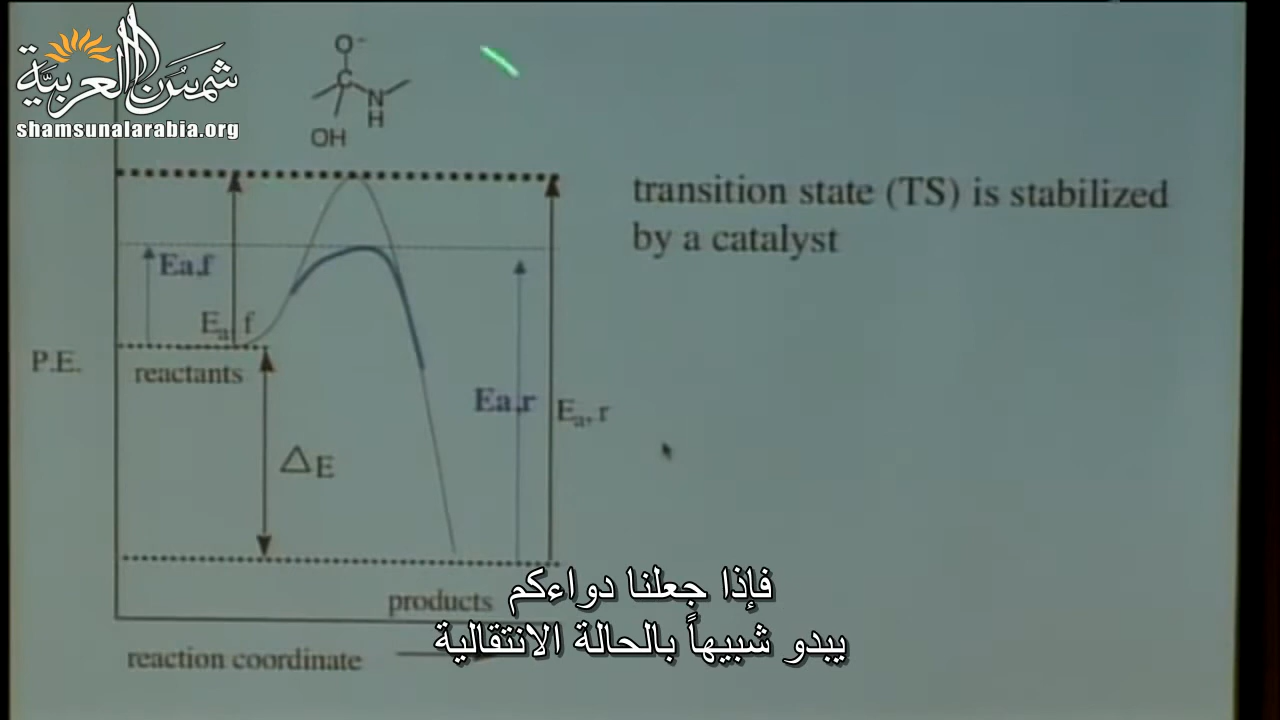 شمس العربية
shamsunalarabia.org
O-
C
N
H
OH
transition state (TS) is stabilized
by a catalyst
Ea,f
Ea, f
P.E.
reactants
Ea,r
Ea, r
ΔE
products
reaction coordinate
فإذا جعلنا دواءكم
يبدو شبيهاً بالحالة الانتقالية